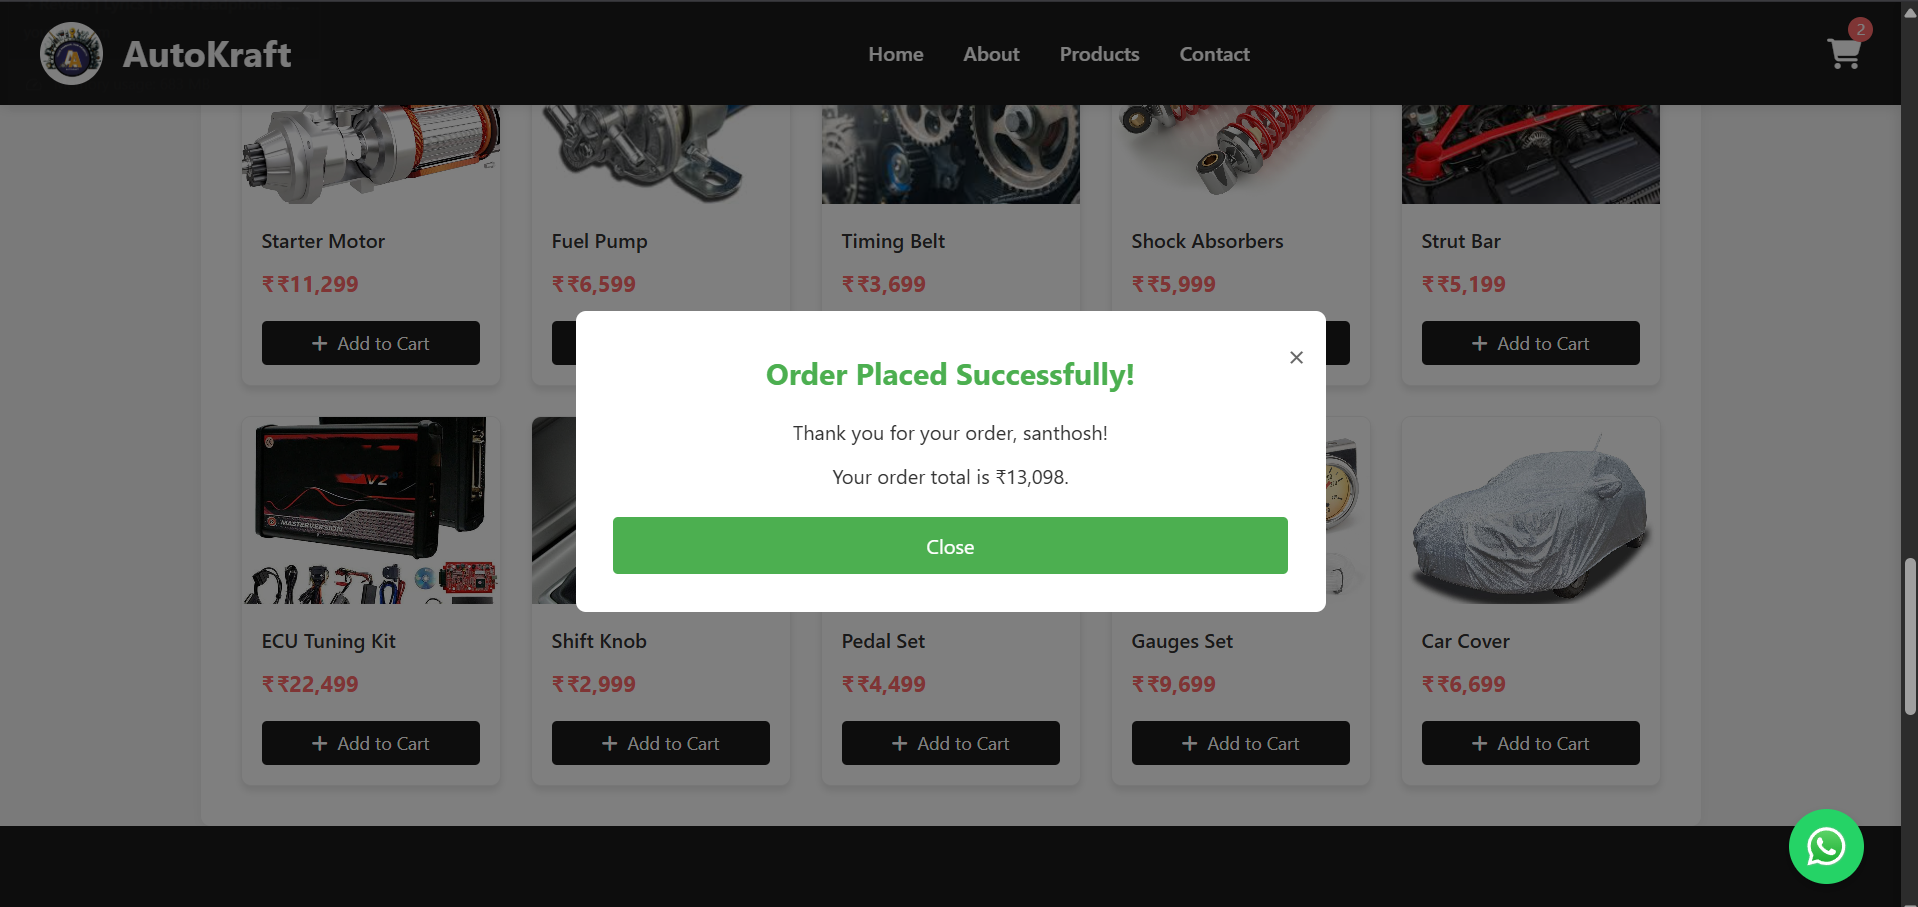 AutoKraft
Home
About
Products
Contact
2
Starter Motor
₹ ₹11,299
Add to Cart
Fuel Pump
₹ ₹6,599
Timing Belt
₹ ₹3,699
Shock Absorbers
₹ ₹5,999
Strut Bar
₹ ₹5,199
Add to Cart
×
Order Placed Successfully!
Thank you for your order, santhosh!
Your order total is ₹13,098.
Close
V2
MASTERVERSION
ECU Tuning Kit
₹ ₹22,499
Add to Cart
Shift Knob
₹ ₹2,999
Add to Cart
Pedal Set
₹ ₹4,499
Add to Cart
Gauges Set
₹ ₹9,699
Add to Cart
Car Cover
₹ ₹6,699
Add to Cart